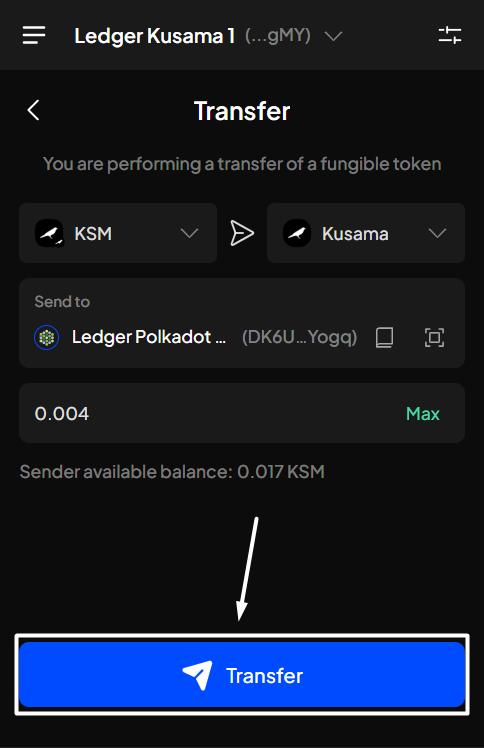 Ledger Kusama 1 (...gMY)
Transfer
You are performing a transfer of a fungible token
KSM Kusama
Send to
Ledger Polkadot ... (DK6U...Yogq)
0.004 Max
Sender available balance: 0.017 KSM
Transfer